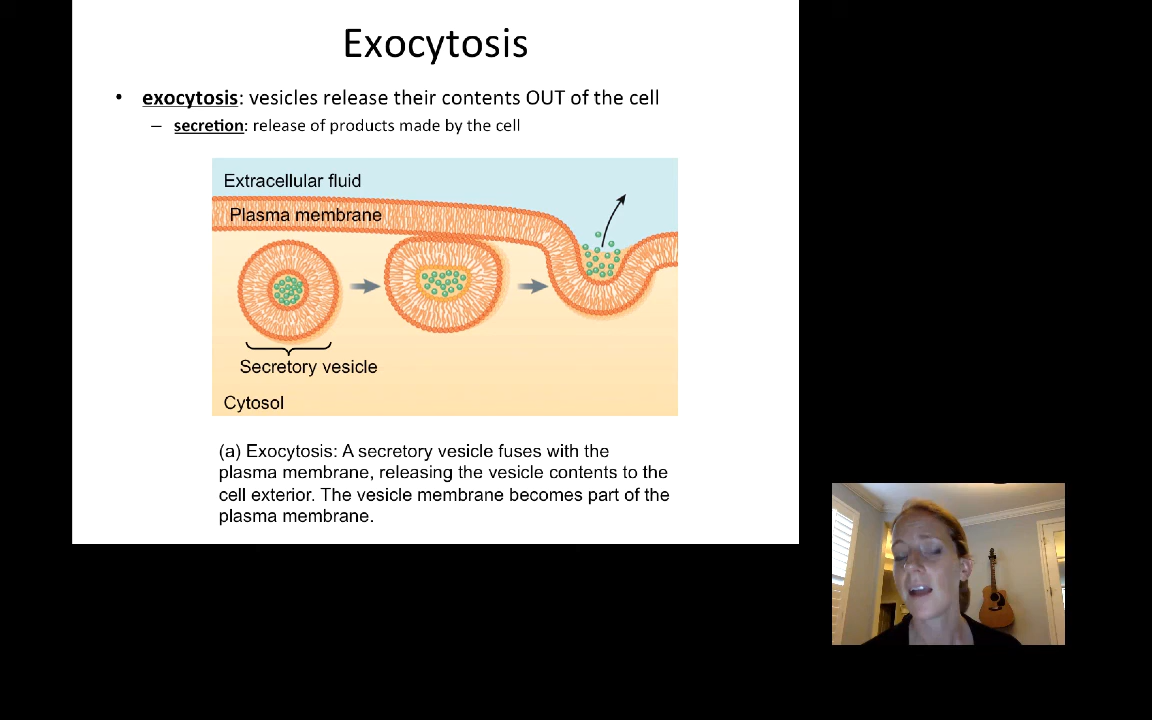 Exocytosis
• exocytosis: vesicles release their contents OUT of the cell
– secretion: release of products made by the cell
Extracellular fluid
Plasma membrane
Secretory vesicle
Cytosol
(a) Exocytosis: A secretory vesicle fuses with the
plasma membrane, releasing the vesicle contents to the
cell exterior. The vesicle membrane becomes part of the
plasma membrane.